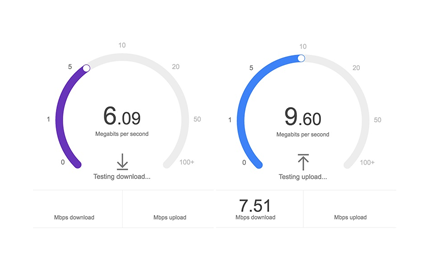 10
5
20
1
6.09
50
Megabits per second
0
100+
Testing download...
Mbps download
Mbps upload
10
5
20
1
9.60
50
Megabits per second
0
100+
Testing upload...
7.51
Mbps download
Mbps upload